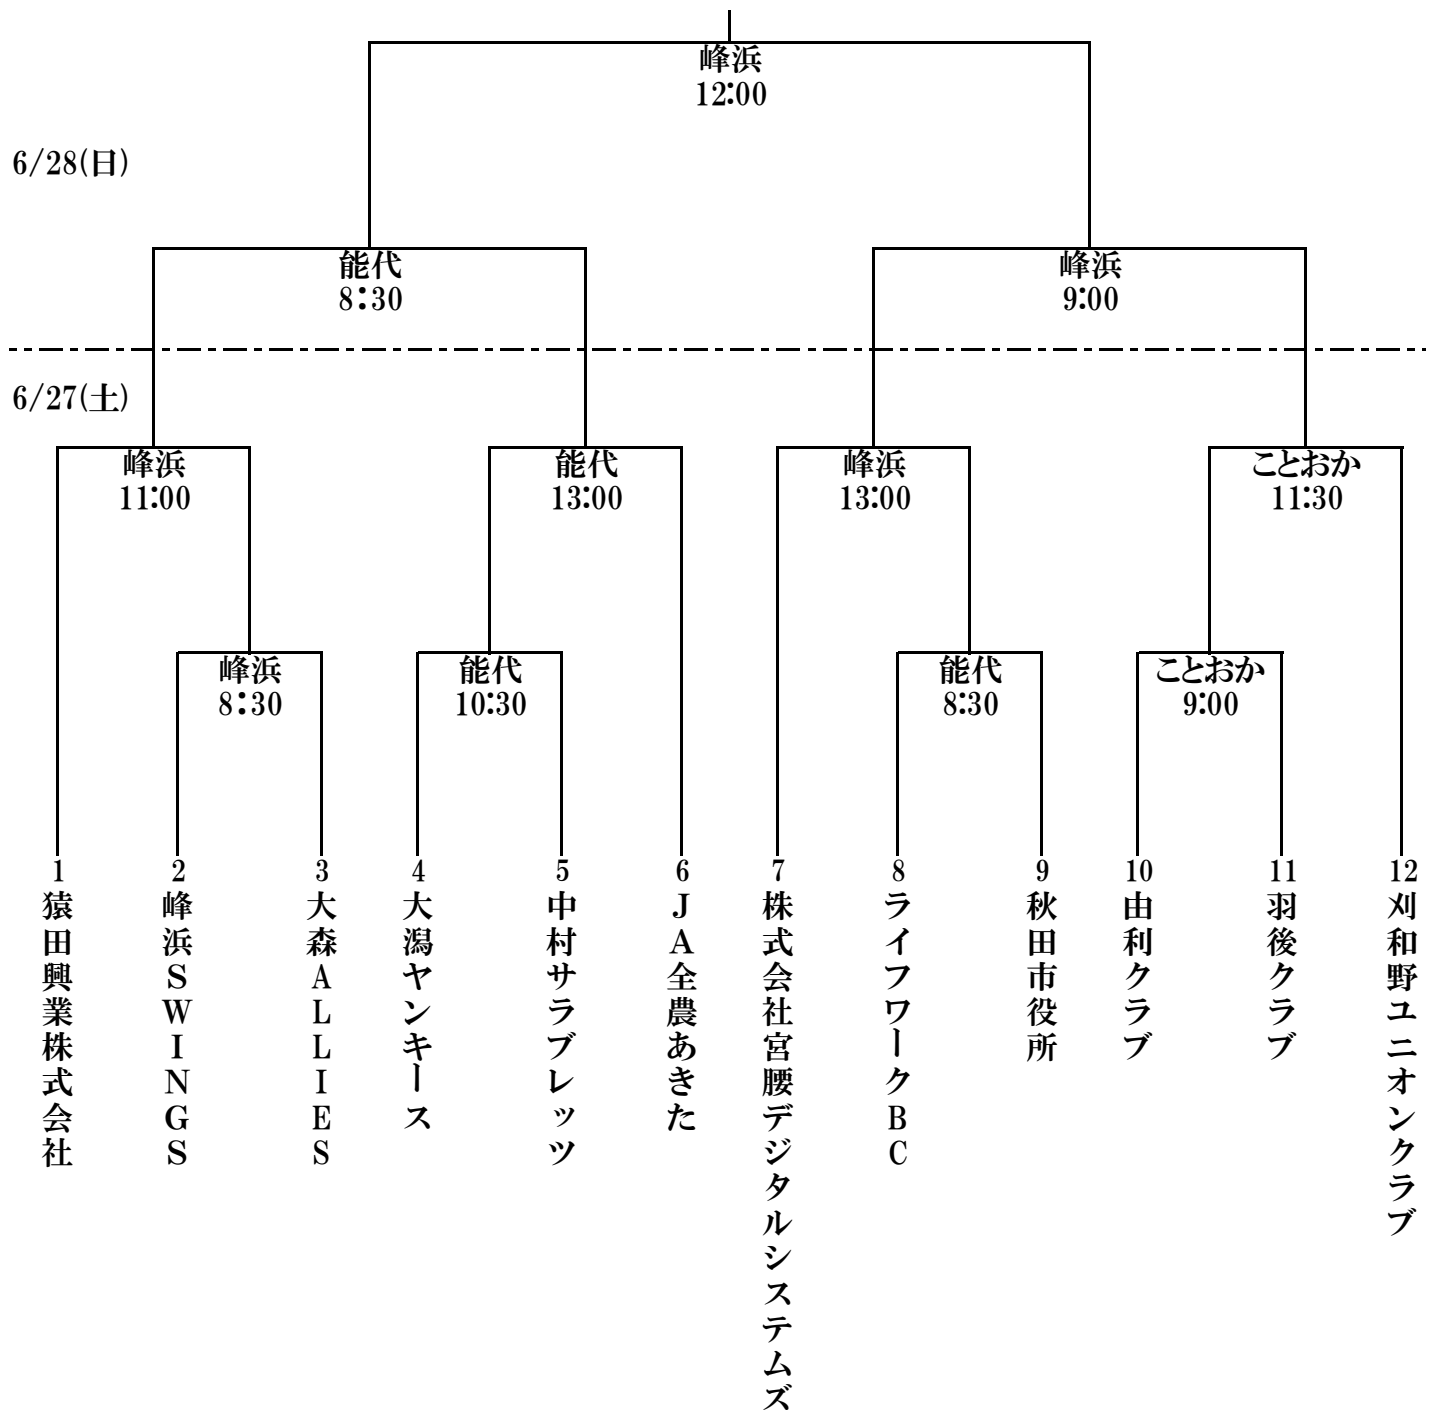 峰浜
12:00
6/28(日)
能代
8:30
峰浜
9:00
6/27(土)
峰浜
11:00
能代
13:00
峰浜
13:00
ことおか
11:30
峰浜
8:30
能代
10:30
能代
8:30
ことおか
9:00
1
猿田興業株式会社
2
峰浜SWINGS
3
大森ALLIES
4
大潟ヤンキース
5
中村サラブレッツ
6
JA全農あきた
7
株式会社宮腰デジタルシステムズ
8
ライフワークBC
9
秋田市役所
10
由利クラブ
11
羽後クラブ
12
刈和野ユニオンクラブ